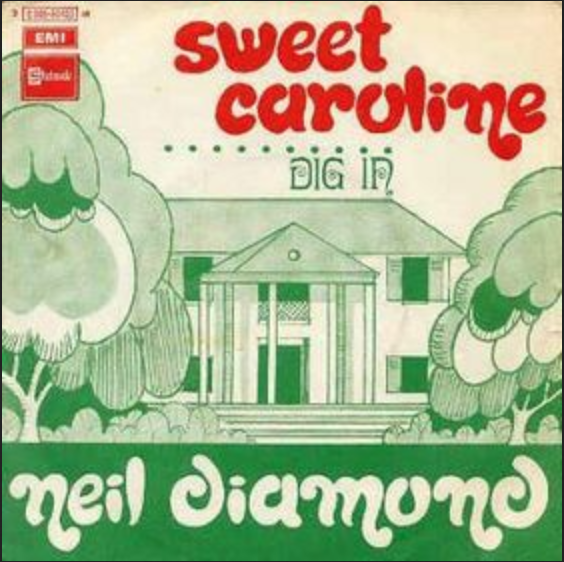 EMI
Stateside
sweet
caroline
DIG IN
neil diamond